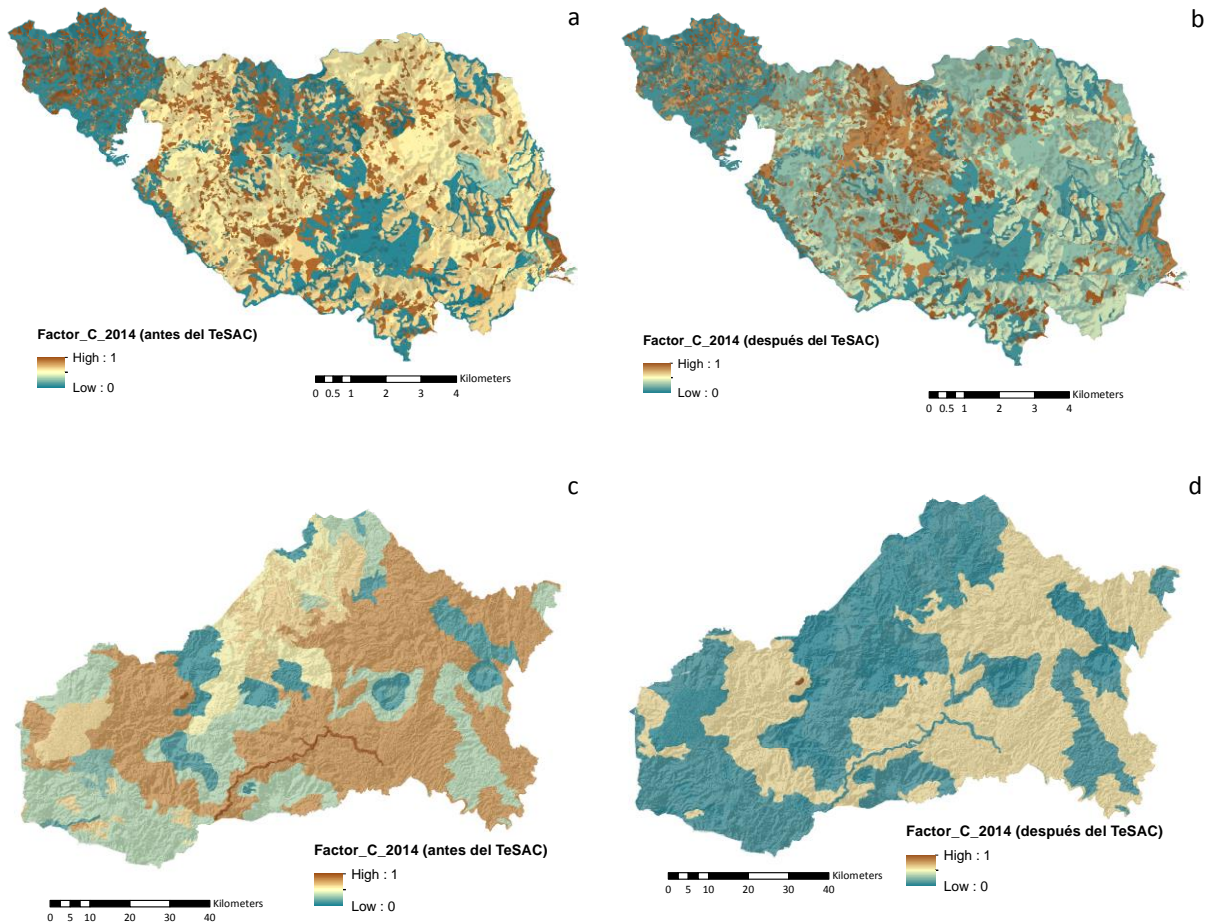 a
b
Factor_C_2014 (antes del TeSAC)
High : 1
Low : 0
Kilometers
0 0.5 1 2 3 4
Factor_C_2014 (después del TeSAC)
High : 1
Low : 0
Kilometers
0 0.5 1 2 3 4
c
d
Factor_C_2014 (antes del TeSAC)
High : 1
Low : 0
Kilometers
0 5 10 20 30 40
Factor_C_2014 (después del TeSAC)
High : 1
Low : 0
Kilometers
0 5 10 20 30 40